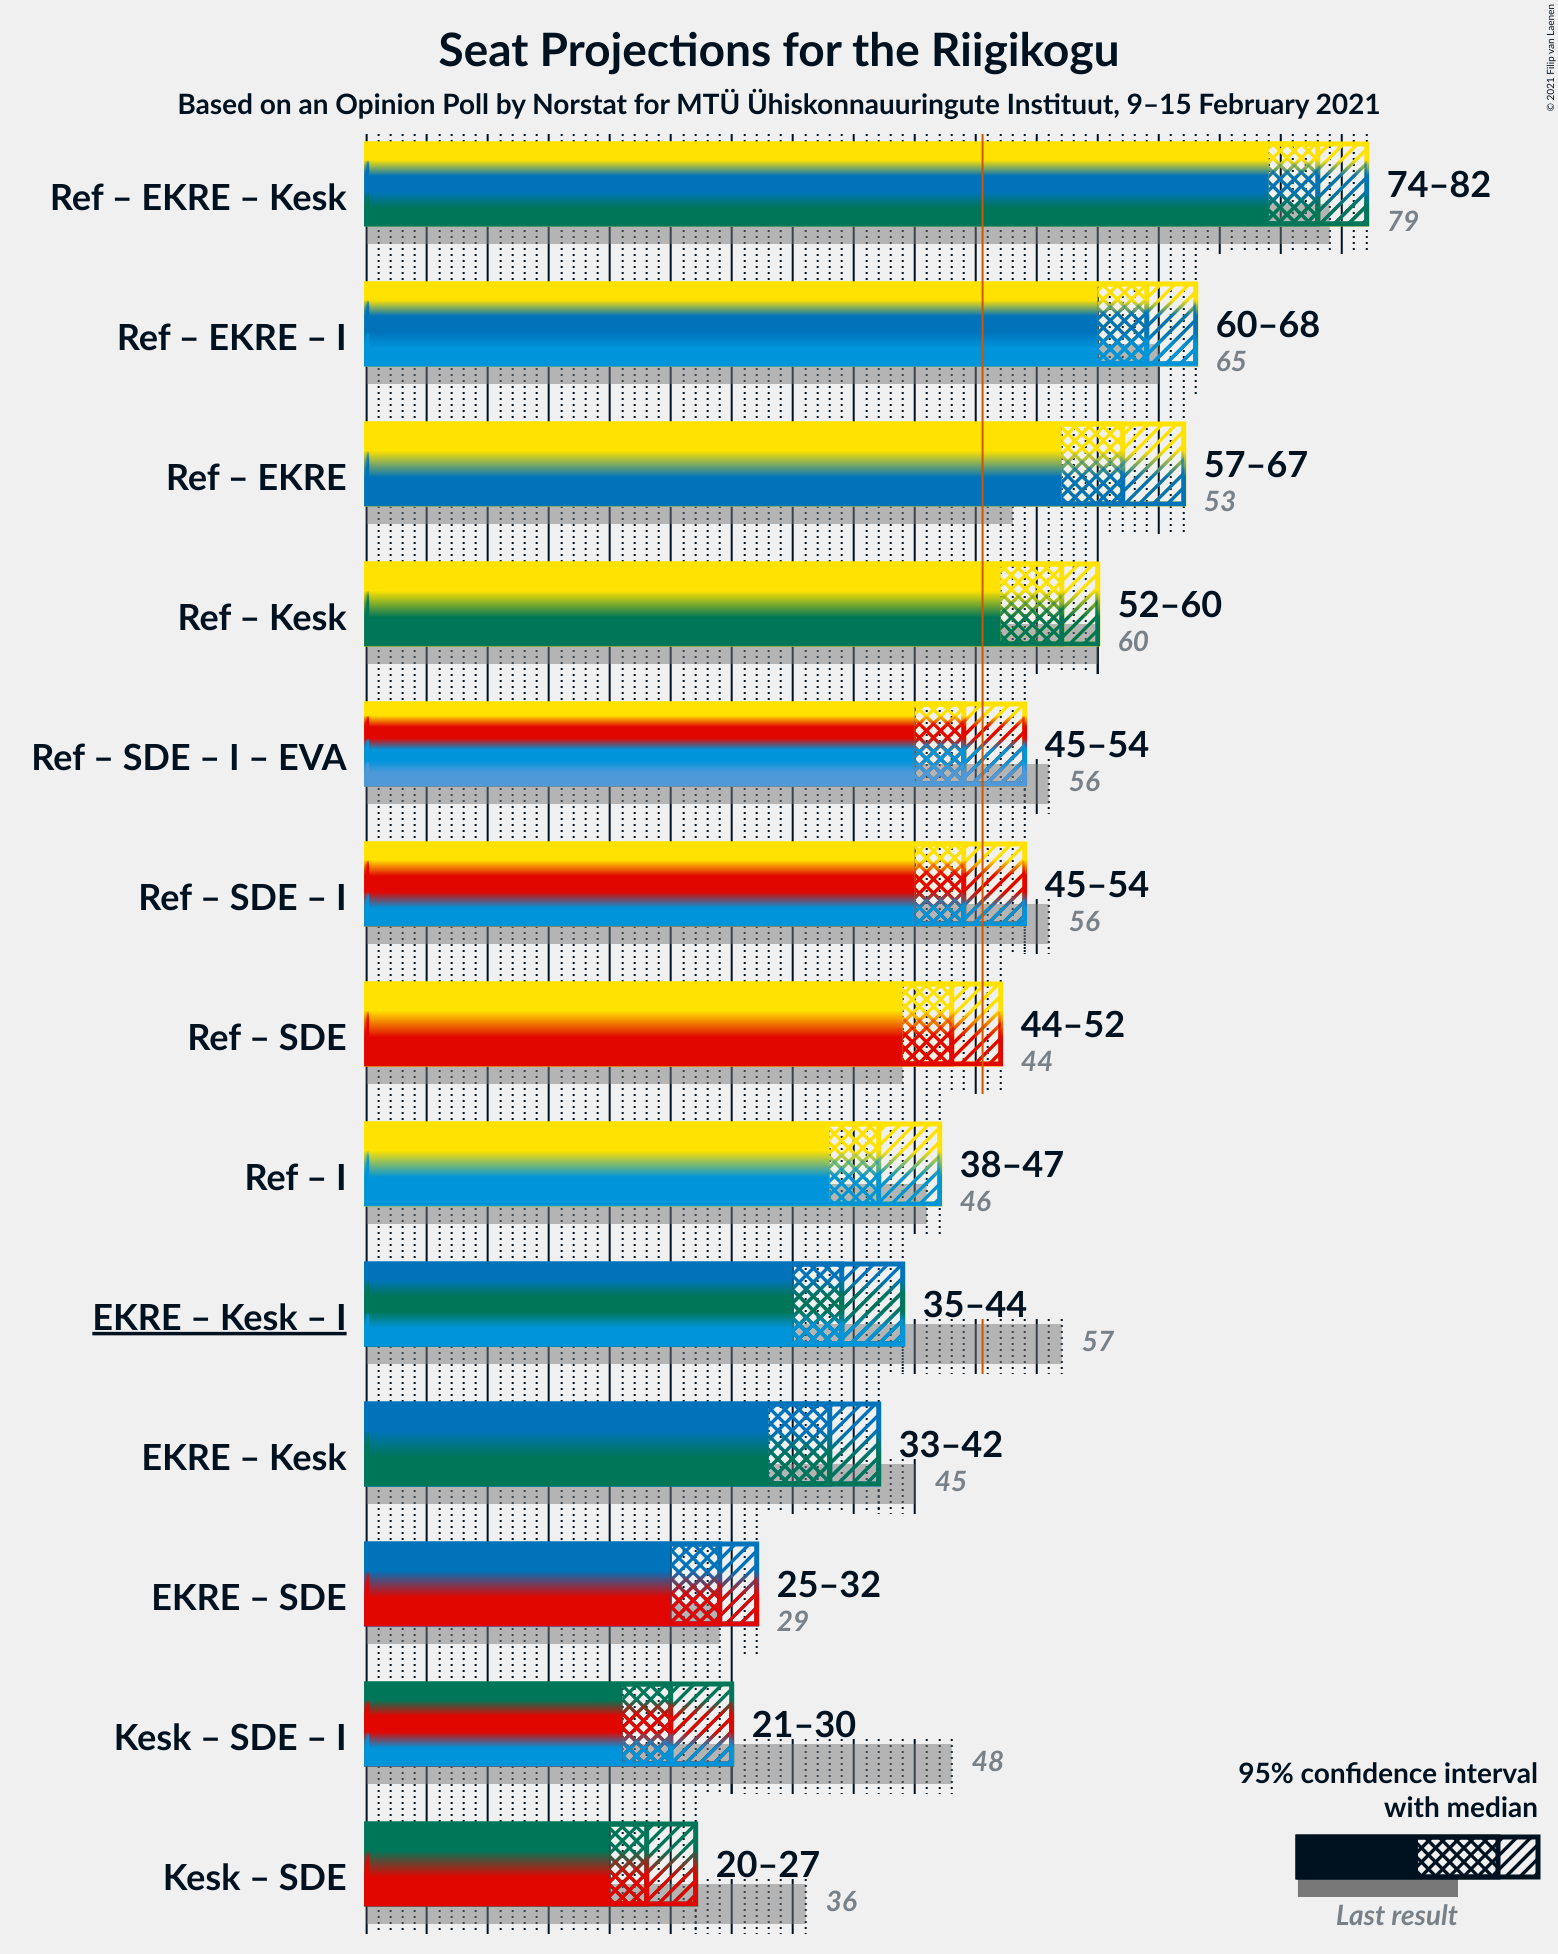 Seat Projections for the Riigikogu
Based on an Opinion Poll by Norstat for MTÜ Ühiskonnauuringute Instituut, 9–15 February 2021
© 2021 Filip van Laenen
Ref – EKRE – Kesk
74–82
79
Ref – EKRE – I
60–68
65
Ref – EKRE
57–67
53
Ref – Kesk
52–60
60
Ref – SDE – I – EVA
45–54
56
Ref – SDE – I
45–54
56
Ref – SDE
44–52
44
Ref – I
38–47
46
EKRE – Kesk – I
35–44
57
EKRE – Kesk
33–42
45
EKRE – SDE
25–32
29
Kesk – SDE – I
21–30
48
Kesk – SDE
20–27
36
95% confidence interval
with median
Last result